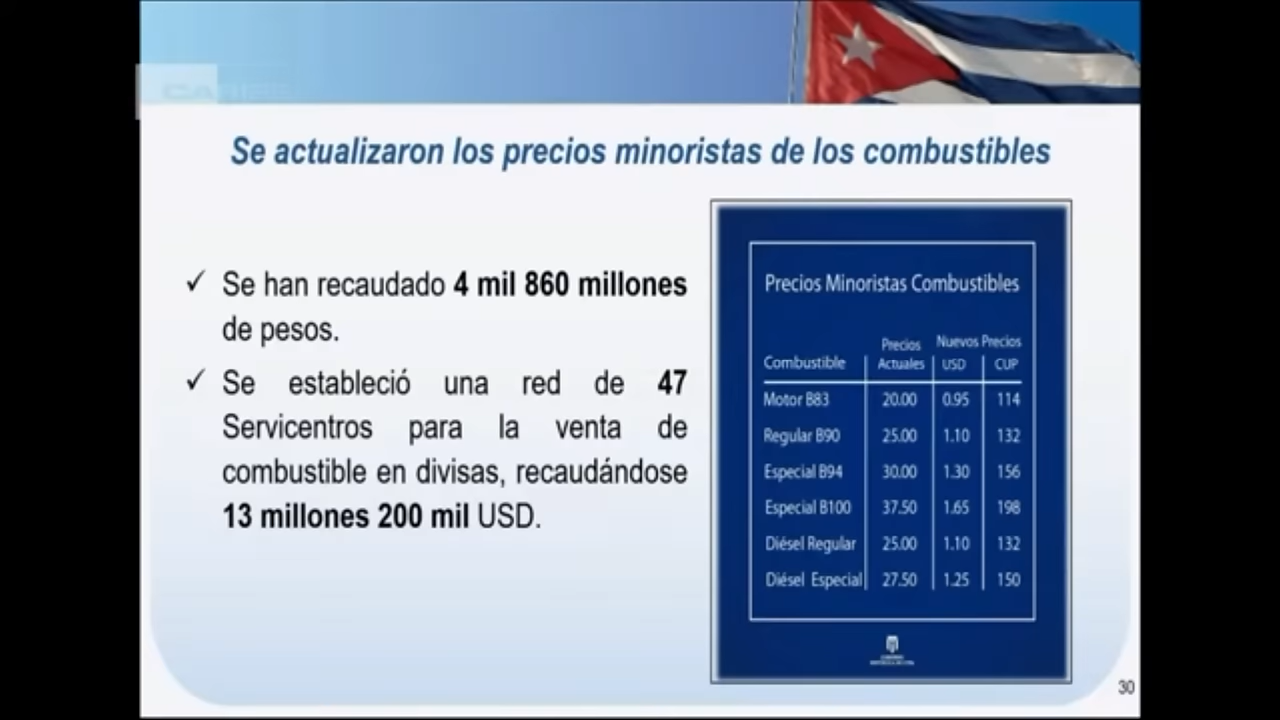 Se actualizaron los precios minoristas de los combustibles
✓ Se han recaudado 4 mil 860 millones
de pesos.
✓ Se estableció una red de 47
Servicentros para la venta de
combustible en divisas, recaudándose
13 millones 200 mil USD.
Precios Minoristas Combustibles
Combustible Precios Actuales Nuevos Precios USD CUP
Motor B83 20.00 0.95 114
Regular B90 25.00 1.10 132
Especial B94 30.00 1.30 156
Especial B100 37.50 1.65 198
Diésel Regular 25.00 1.10 132
Diésel Especial 27.50 1.25 150
30